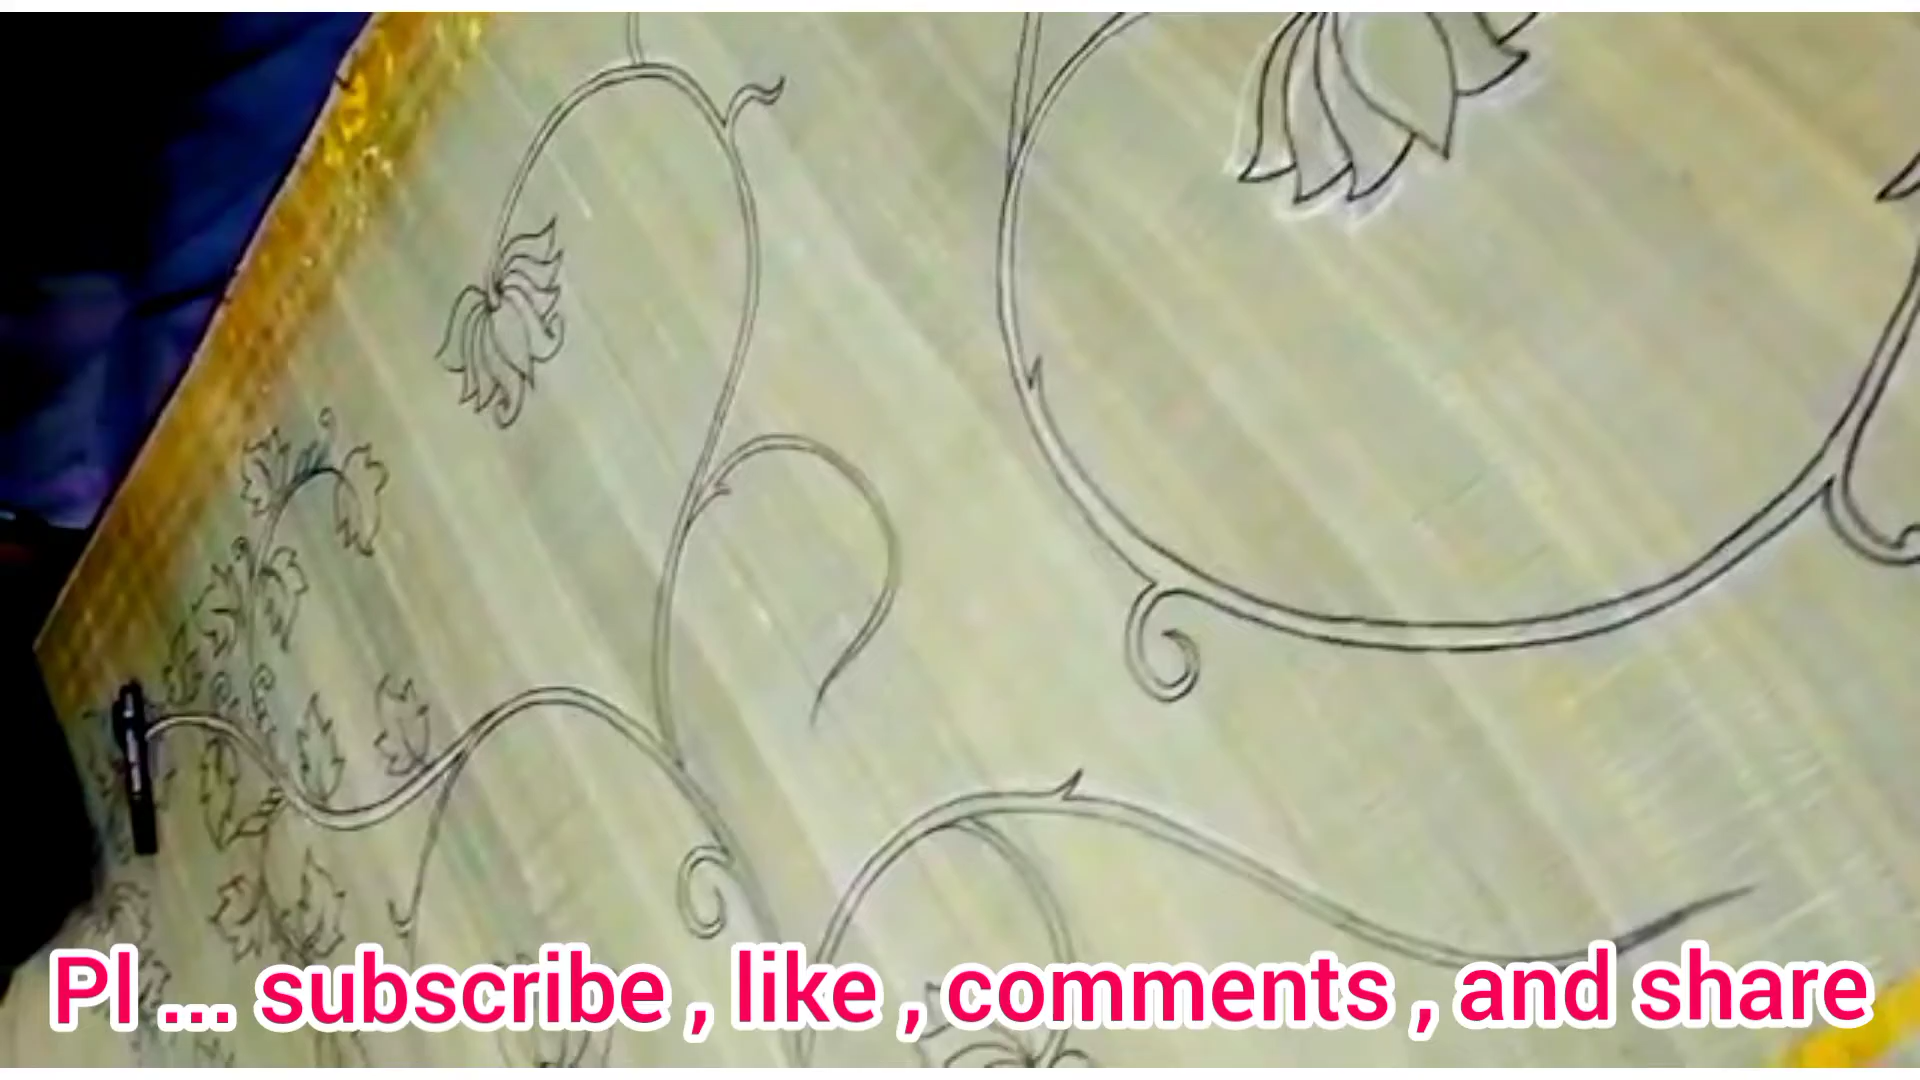 Pl ... subscribe , like , comments , and share